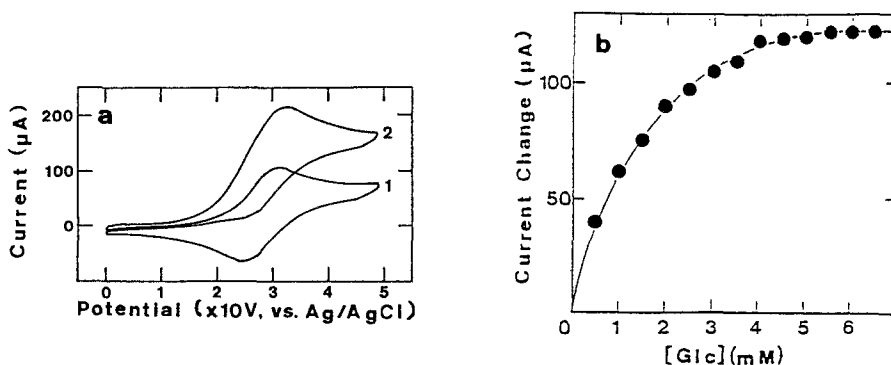 a
Current (µA)
200
100
0
2
1
0 1 2 3 4 5
Potential (x10V, vs. Ag/AgCl)
b
Current Change (µA)
100
50
0 1 2 3 4 5 6
[Glc](mM)